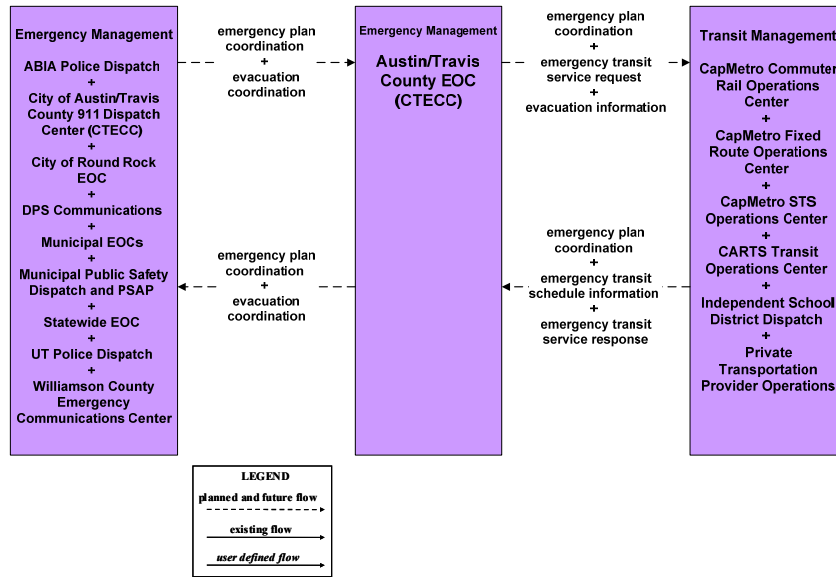 Emergency Management
ABIA Police Dispatch
+
City of Austin/Travis
County 911 Dispatch
Center (CTECC)
+
City of Round Rock
EOC
+
DPS Communications
+
Municipal EOCs
+
Municipal Public Safety
Dispatch and PSAP
+
Statewide EOC
+
UT Police Dispatch
+
Williamson County
Emergency
Communications Center
emergency plan
coordination
+
evacuation
coordination
emergency plan
coordination
+
evacuation
coordination
Emergency Management
Austin/Travis
County EOC
(CTECC)
emergency plan
coordination
+
emergency transit
service request
+
evacuation information
emergency plan
coordination
+
emergency transit
schedule information
+
emergency transit
service response
Transit Management
CapMetro Commuter
Rail Operations
Center
+
CapMetro Fixed
Route Operations
Center
+
CapMetro STS
Operations Center
+
CARTS Transit
Operations Center
+
Independent School
District Dispatch
+
Private
Transportation
Provider Operations
LEGEND
planned and future flow
existing flow
user defined flow